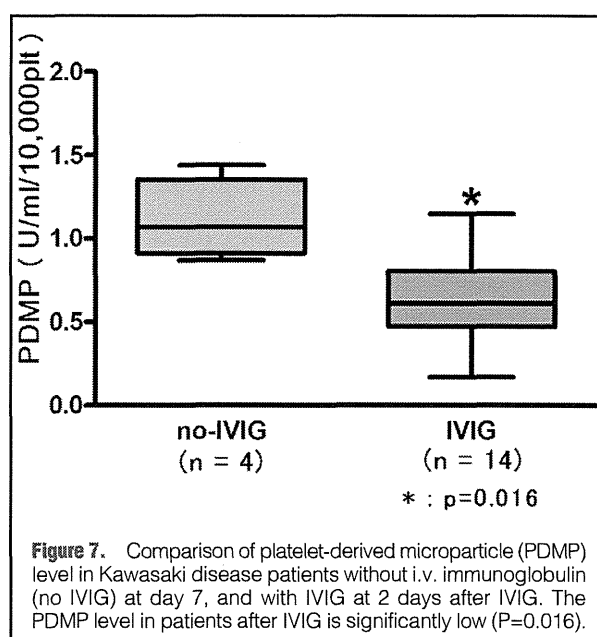 2.0
1.5
1.0
0.5
0.0
PDMP ( U/ml/10,000plt)
*
no-IVIG
(n = 4)
IVIG
(n = 14)
* : p=0.016
Figure 7. Comparison of platelet-derived microparticle (PDMP)
level in Kawasaki disease patients without i.v. immunoglobulin
(no IVIG) at day 7, and with IVIG at 2 days after IVIG. The
PDMP level in patients after IVIG is significantly low (P=0.016).